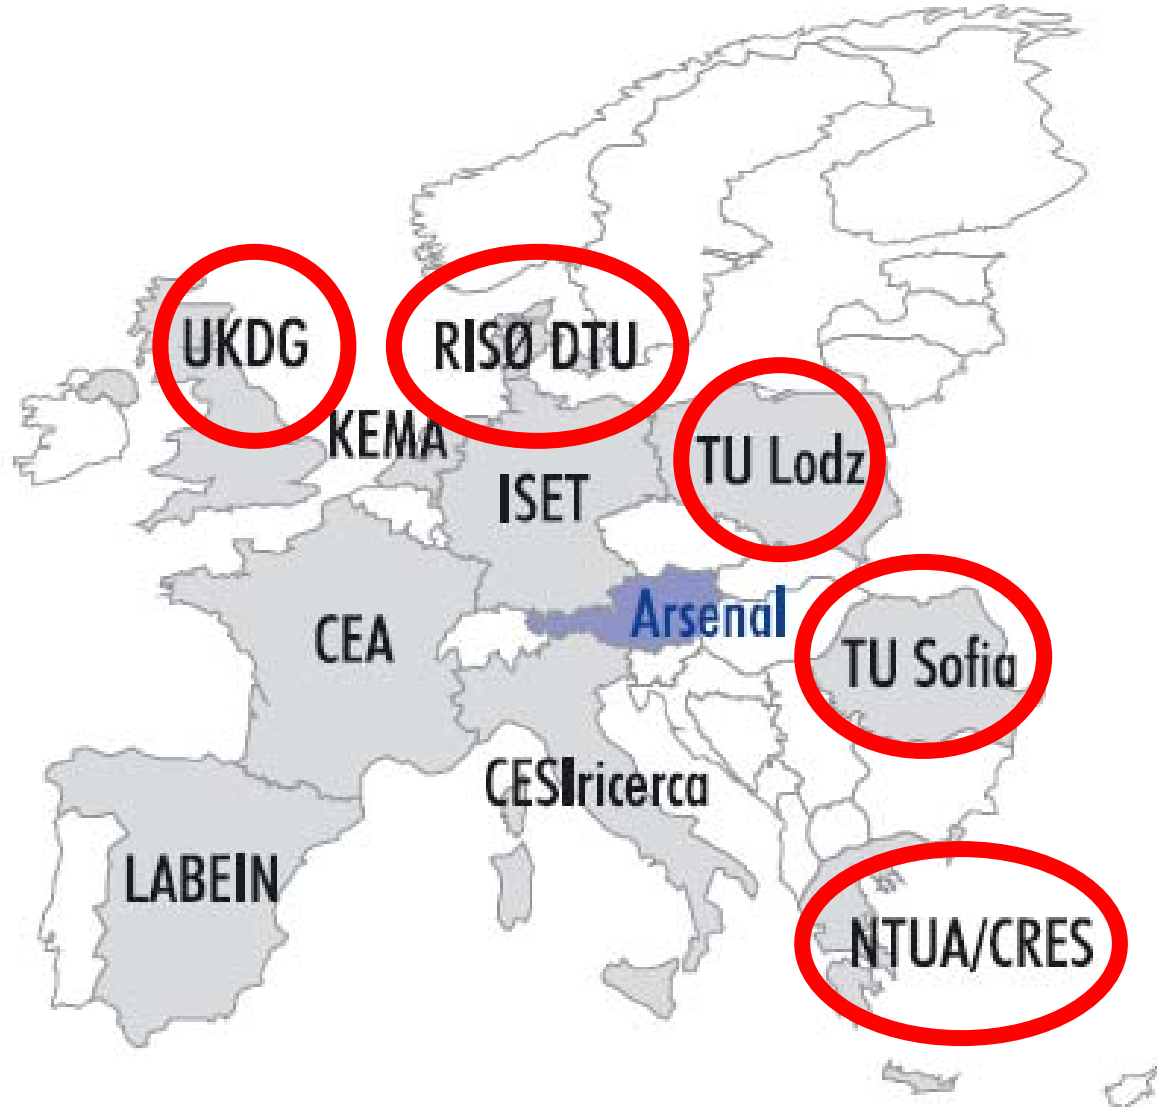 UKDG
RISØ DTU
KEMA
TU Lodz
ISET
Arsenal
CEA
TU Sofia
CESIricerca
LABEIN
NTUA/CRES